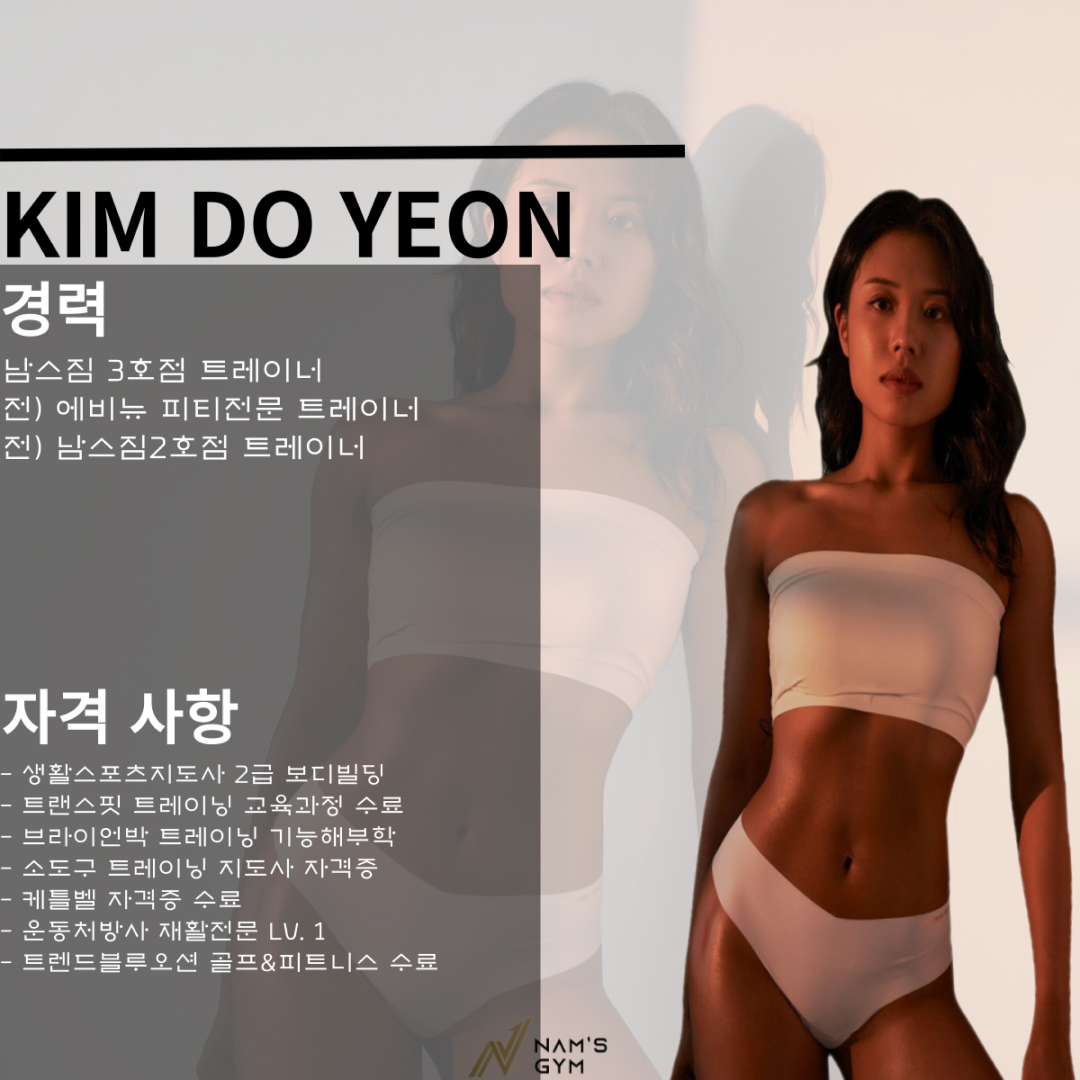 KIM DO YEON
경력
남스짐 3호점 트레이너
전) 에비뉴 피티전문 트레이너
전) 남스짐2호점 트레이너
자격 사항
- 생활스포츠지도사 2급 보디빌딩
- 트랜스핏 트레이닝 교육과정 수료
- 브라이언박 트레이닝 기능해부학
- 소도구 트레이닝 지도사 자격증
- 케틀벨 자격증 수료
- 운동처방사 재활전문 LV. 1
- 트렌드블루오션 골프&피트니스 수료
NAM'S
GYM